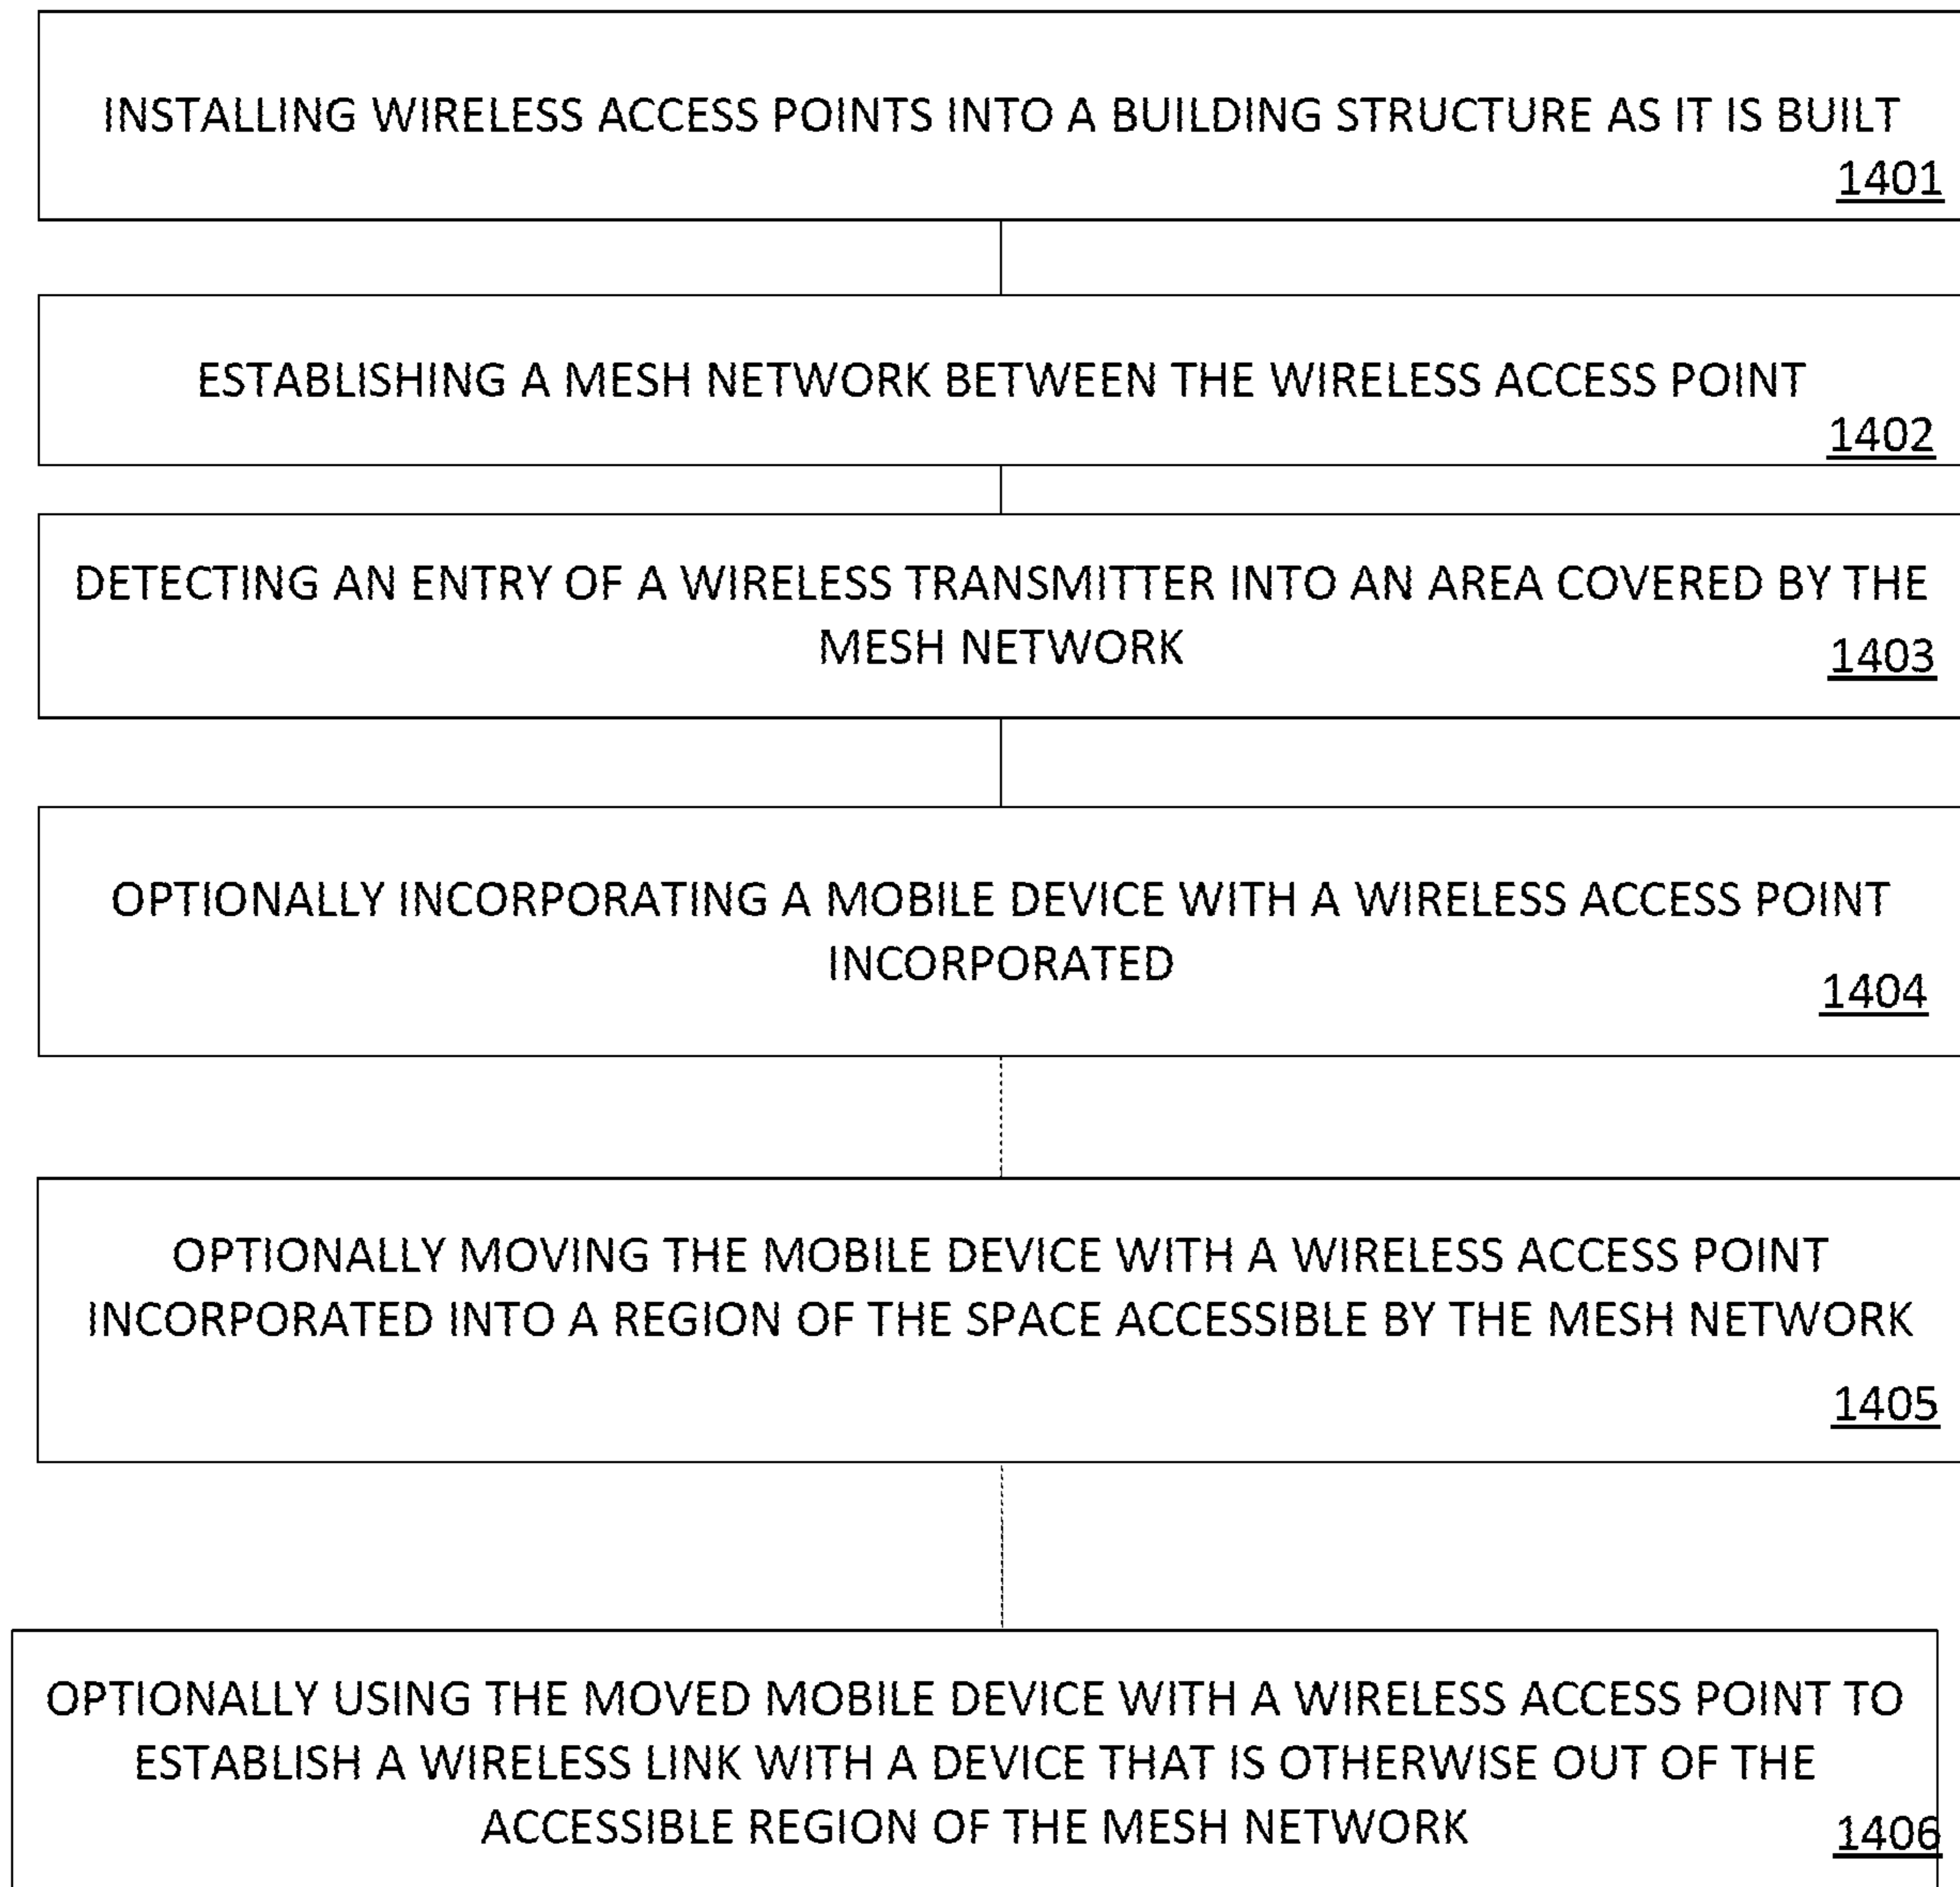 INSTALLING WIRELESS ACCESS POINTS INTO A BUILDING STRUCTURE AS IT IS BUILT
1401
ESTABLISHING A MESH NETWORK BETWEEN THE WIRELESS ACCESS POINT
1402
DETECTING AN ENTRY OF A WIRELESS TRANSMITTER INTO AN AREA COVERED BY THE
MESH NETWORK
1403
OPTIONALLY INCORPORATING A MOBILE DEVICE WITH A WIRELESS ACCESS POINT
INCORPORATED
1404
OPTIONALLY MOVING THE MOBILE DEVICE WITH A WIRELESS ACCESS POINT
INCORPORATED INTO A REGION OF THE SPACE ACCESSIBLE BY THE MESH NETWORK
1405
OPTIONALLY USING THE MOVED MOBILE DEVICE WITH A WIRELESS ACCESS POINT TO
ESTABLISH A WIRELESS LINK WITH A DEVICE THAT IS OTHERWISE OUT OF THE
ACCESSIBLE REGION OF THE MESH NETWORK
1406